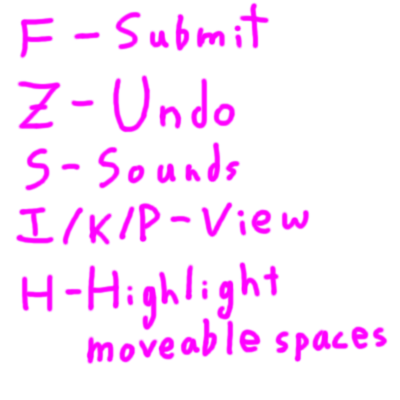 F - Submit
Z - Undo
S - Sounds
I/K/P - View
H - Highlight
moveable spaces